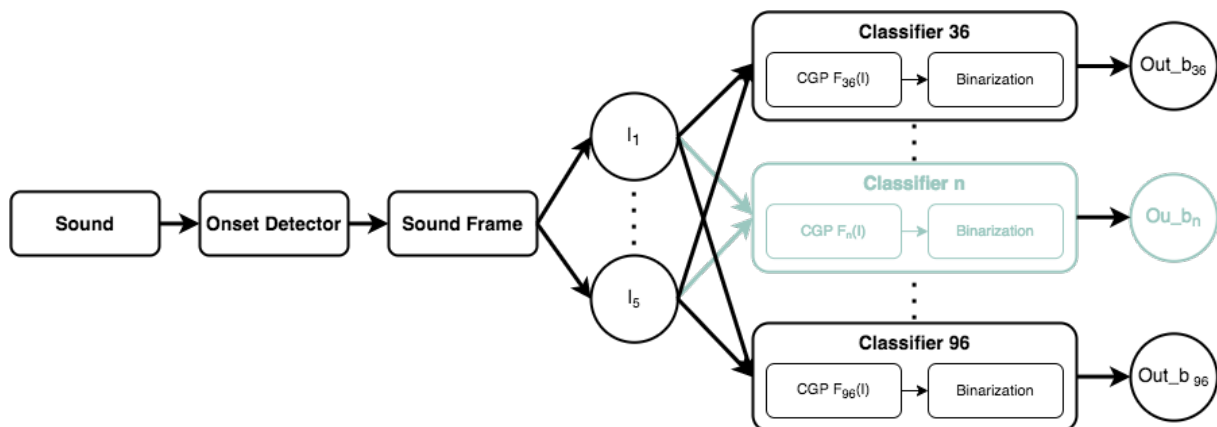 Sound
Onset Detector
Sound Frame
I₁
I₅
Classifier 36
CGP F₃₆(I)
Binarization
Out_b₃₆
Classifier n
CGP Fₙ(I)
Binarization
Ou_bₙ
Classifier 96
CGP F₉₆(I)
Binarization
Out_b ₉₆